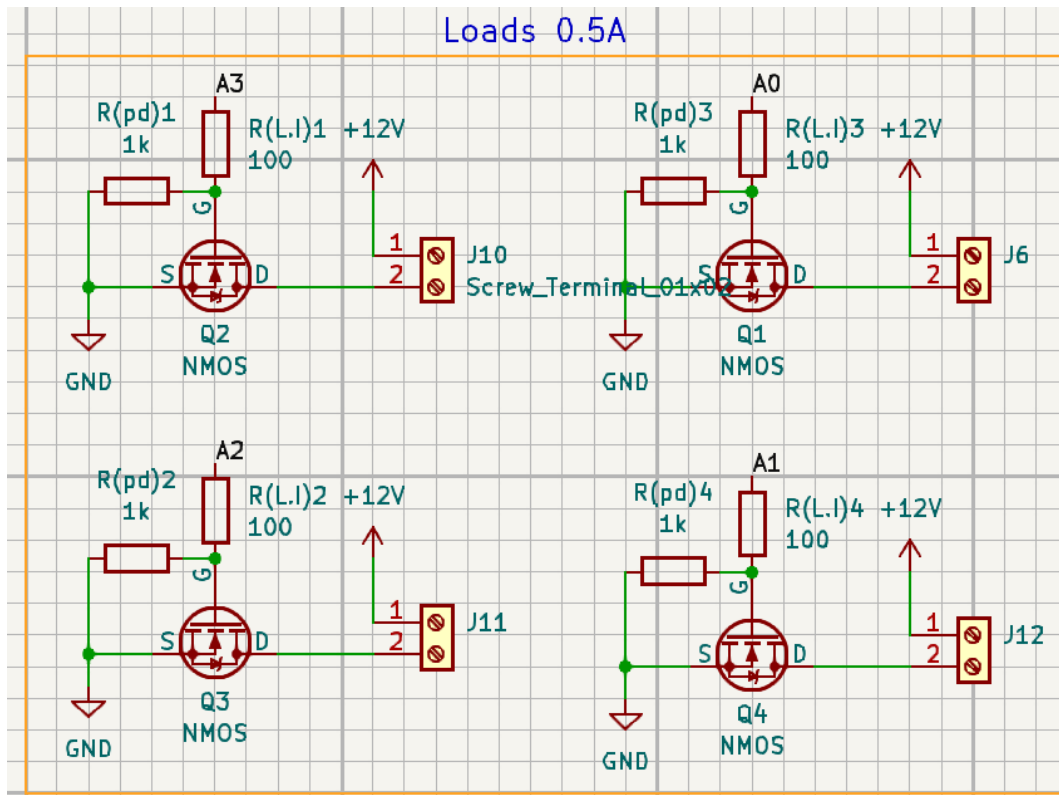 Loads 0.5A
A3
R(pd)1
1k
R(L.I)1 +12V
100
G
S D
1
2
J10
Screw_Terminal_01x02
Q2
NMOS
GND
A0
R(pd)3
1k
R(L.I)3 +12V
100
G
S D
1
2
J6
Q1
NMOS
GND
A2
R(pd)2
1k
R(L.I)2 +12V
100
G
S D
1
2
J11
Q3
NMOS
GND
A1
R(pd)4
1k
R(L.I)4 +12V
100
G
S D
1
2
J12
Q4
NMOS
GND